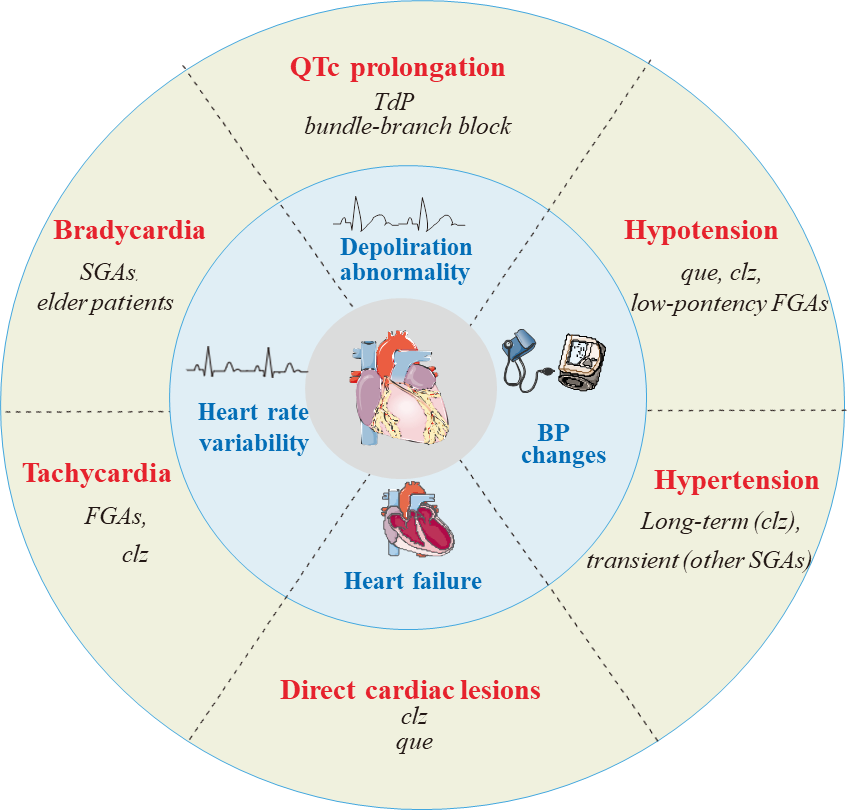 QTc prolongation
TdP
bundle-branch block
Bradycardia
SGAs,
elder patients
Depoliration
abnormality
Hypotension
que, clz,
low-pontency FGAs
Heart rate
variability
BP
changes
Tachycardia
FGAs,
clz
Hypertension
Long-term (clz),
transient (other SGAs)
Heart failure
Direct cardiac lesions
clz
que